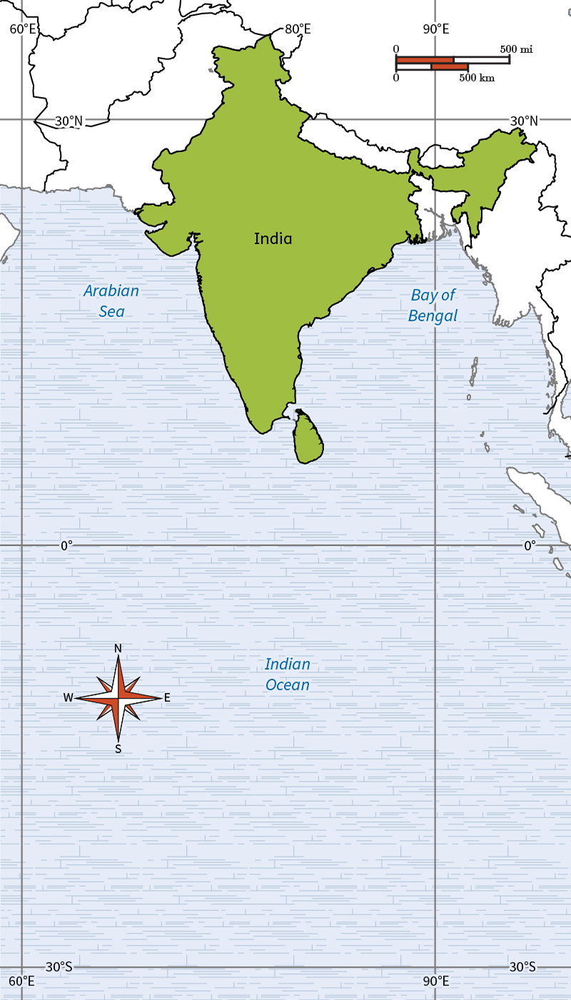 60°E
80°E
90°E
0
500 mi
0
500 km
30°N
30°N
India
Arabian
Sea
Bay of
Bengal
0°
0°
N
W
E
S
Indian
Ocean
30°S
30°S
60°E
90°E